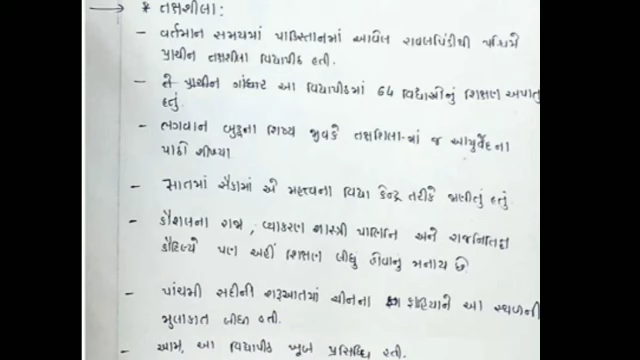 → * તક્ષશીલા:
- વર્તમાન સમયમાં પાકિસ્તાનમાં આવેલ રાવલપિંડીથી પશ્ચિમે
પ્રાચીન તક્ષશીલા વિદ્યાપીઠ હતી.
- તે પ્રાચીન ગાંધાર આ વિદ્યાપીઠમાં 64 વિદ્યાઓનું શિક્ષણ અપાતુ
હતું.
- ભગવાન બુદ્ધના શિષ્ય જીવકે તક્ષશિલામાં જ આયુર્વેદના
પાઠો શીખ્યા
- સાતમાં સૈકામાં એ મહત્વના વિદ્યા કેન્દ્ર તરીકે જાણીતું હતું.
- કૌશલના રાજા, વ્યાકરણ શાસ્ત્રી પાણિનિ અને રાજનિતિજ્ઞ
કૌટિલ્યે પણ અહીં શિક્ષણ લીધું હોવાનુ મનાય છે
- પાંચમી સદીની શરૂઆતમાં ચીનના ફાહિયાને આ સ્થળની
મુલાકાત લીધી હતી.
- આમ, આ વિદ્યાપીઠ ખૂબ પ્રસિદ્ધિ હતી.